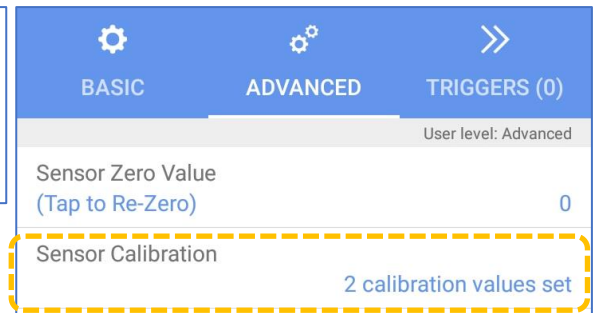 BASIC ADVANCED TRIGGERS (0)
User level: Advanced
Sensor Zero Value
(Tap to Re-Zero) 0
Sensor Calibration
2 calibration values set